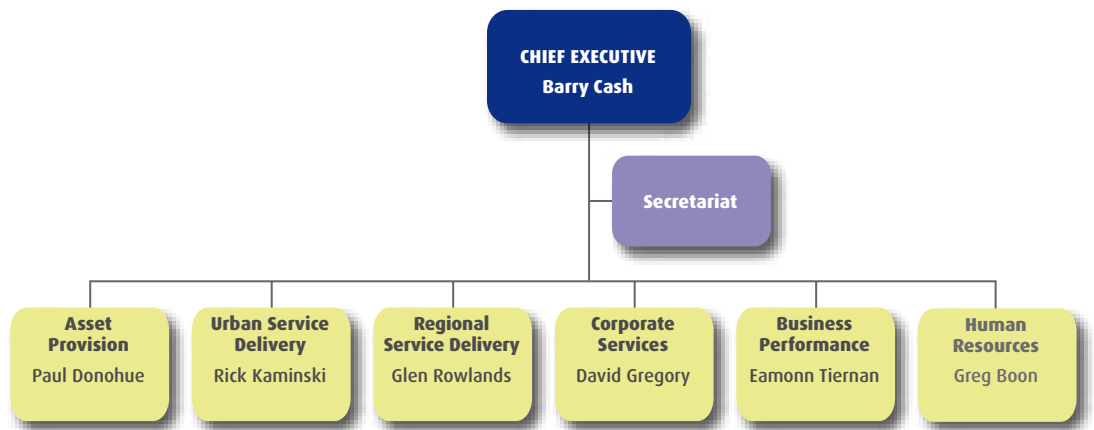 CHIEF EXECUTIVE
Barry Cash
Secretariat
Asset
Provision
Paul Donohue
Urban Service
Delivery
Rick Kaminski
Regional
Service Delivery
Glen Rowlands
Corporate
Services
David Gregory
Business
Performance
Eamonn Tiernan
Human
Resources
Greg Boon